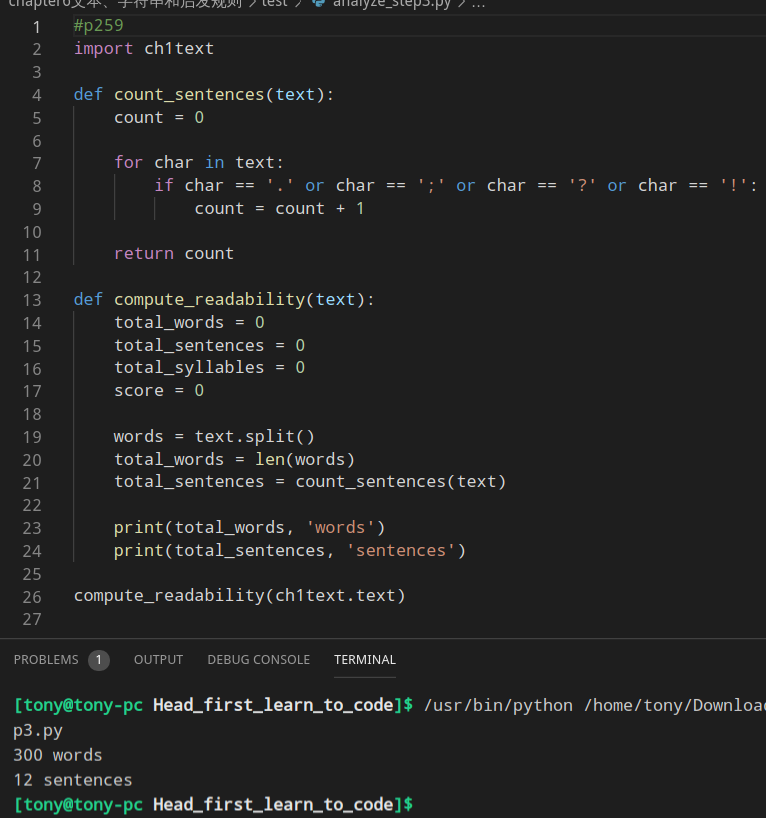 chapter6文本、字符串和启发规则 > test > analyze_step3.py > ...
1 #p259
2 import ch1text
3
4 def count_sentences(text):
5     count = 0
6
7     for char in text:
8         if char == '.' or char == ';' or char == '?' or char == '!':
9             count = count + 1
10
11     return count
12
13 def compute_readability(text):
14     total_words = 0
15     total_sentences = 0
16     total_syllables = 0
17     score = 0
18
19     words = text.split()
20     total_words = len(words)
21     total_sentences = count_sentences(text)
22
23     print(total_words, 'words')
24     print(total_sentences, 'sentences')
25
26 compute_readability(ch1text.text)
27
PROBLEMS 1 OUTPUT DEBUG CONSOLE TERMINAL
[tony@tony-pc Head_first_learn_to_code]$ /usr/bin/python /home/tony/Downloa
p3.py
300 words
12 sentences
[tony@tony-pc Head_first_learn_to_code]$